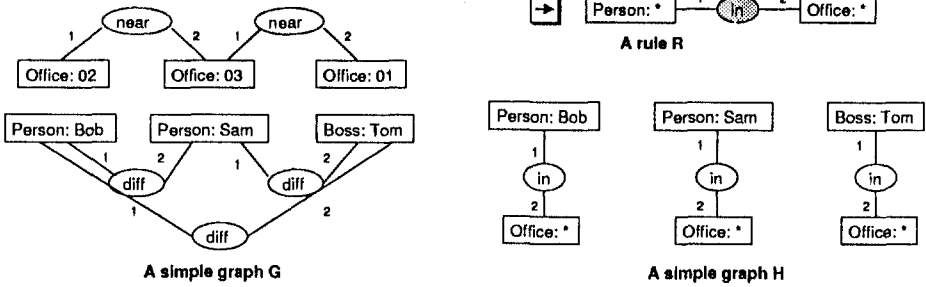 near near
1 2 1 2
Office: 02 Office: 03 Office: 01
Person: Bob Person: Sam Boss: Tom
1 2 1 2
diff diff
1 2
diff
A simple graph G
Person: * 1 in 2 Office: *
A rule R
Person: Bob Person: Sam Boss: Tom
1 1 1
in in in
2 2 2
Office: * Office: * Office: *
A simple graph H